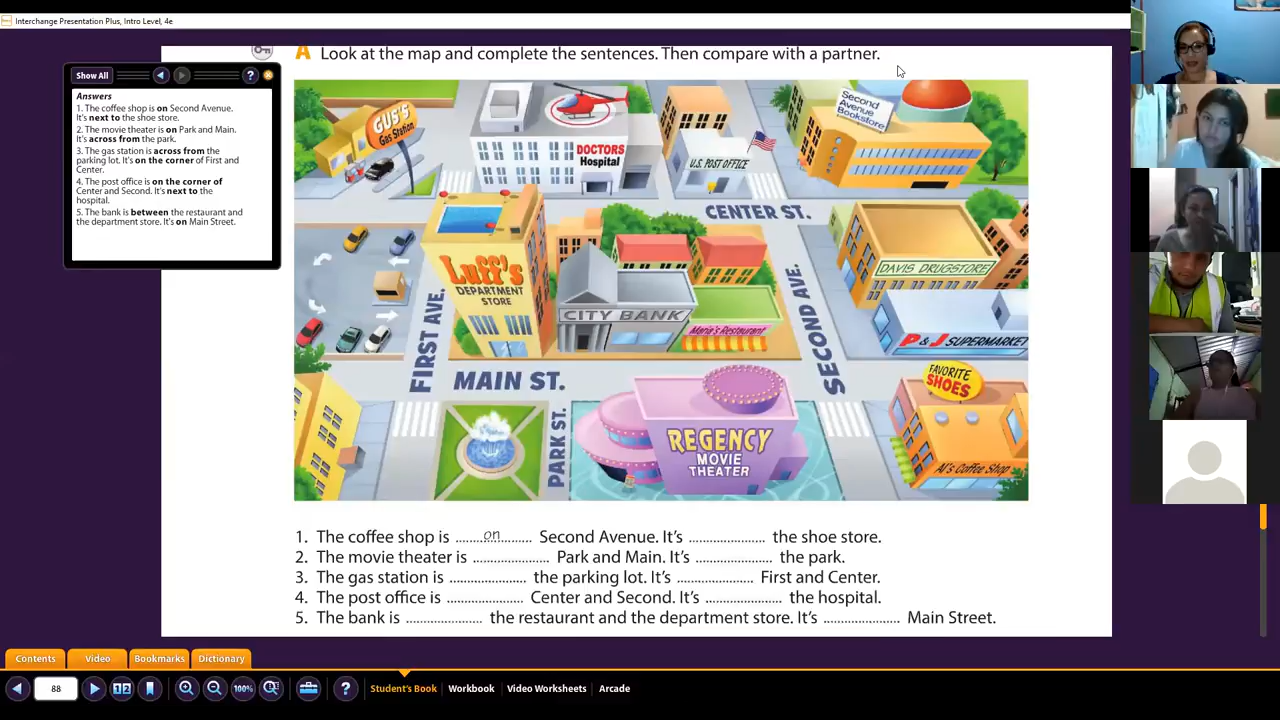 Interchange Presentation Plus, Intro Level, 4e
A Look at the map and complete the sentences. Then compare with a partner.
Show All
?
Answers
1. The coffee shop is on Second Avenue.
It's next to the shoe store.
2. The movie theater is on Park and Main.
It's across from the park.
3. The gas station is across from the
parking lot. It's on the corner of First and
Center.
4. The post office is on the corner of
Center and Second. It's next to the
hospital.
5. The bank is between the restaurant and
the department store. It's on Main Street.
GUS'S
Gas Station
DOCTORS
Hospital
U.S. POST OFFICE
Second
Avenue
Bookstore
CENTER ST.
Luff's
DEPARTMENT
STORE
CITY BANK
Maria's Restaurant
DAVIS DRUGSTORE
P & J SUPERMARKET
FIRST AVE.
SECOND AVE.
MAIN ST.
PARK ST.
REGENCY
MOVIE
THEATER
FAVORITE
SHOES
Al's Coffee Shop
1. The coffee shop is ......on...... Second Avenue. It's .................... the shoe store.
2. The movie theater is .................... Park and Main. It's .................... the park.
3. The gas station is .................... the parking lot. It's .................... First and Center.
4. The post office is .................... Center and Second. It's .................... the hospital.
5. The bank is .................... the restaurant and the department store. It's .................... Main Street.
Contents Video Bookmarks Dictionary
88 1 2 100% ? Student's Book Workbook Video Worksheets Arcade